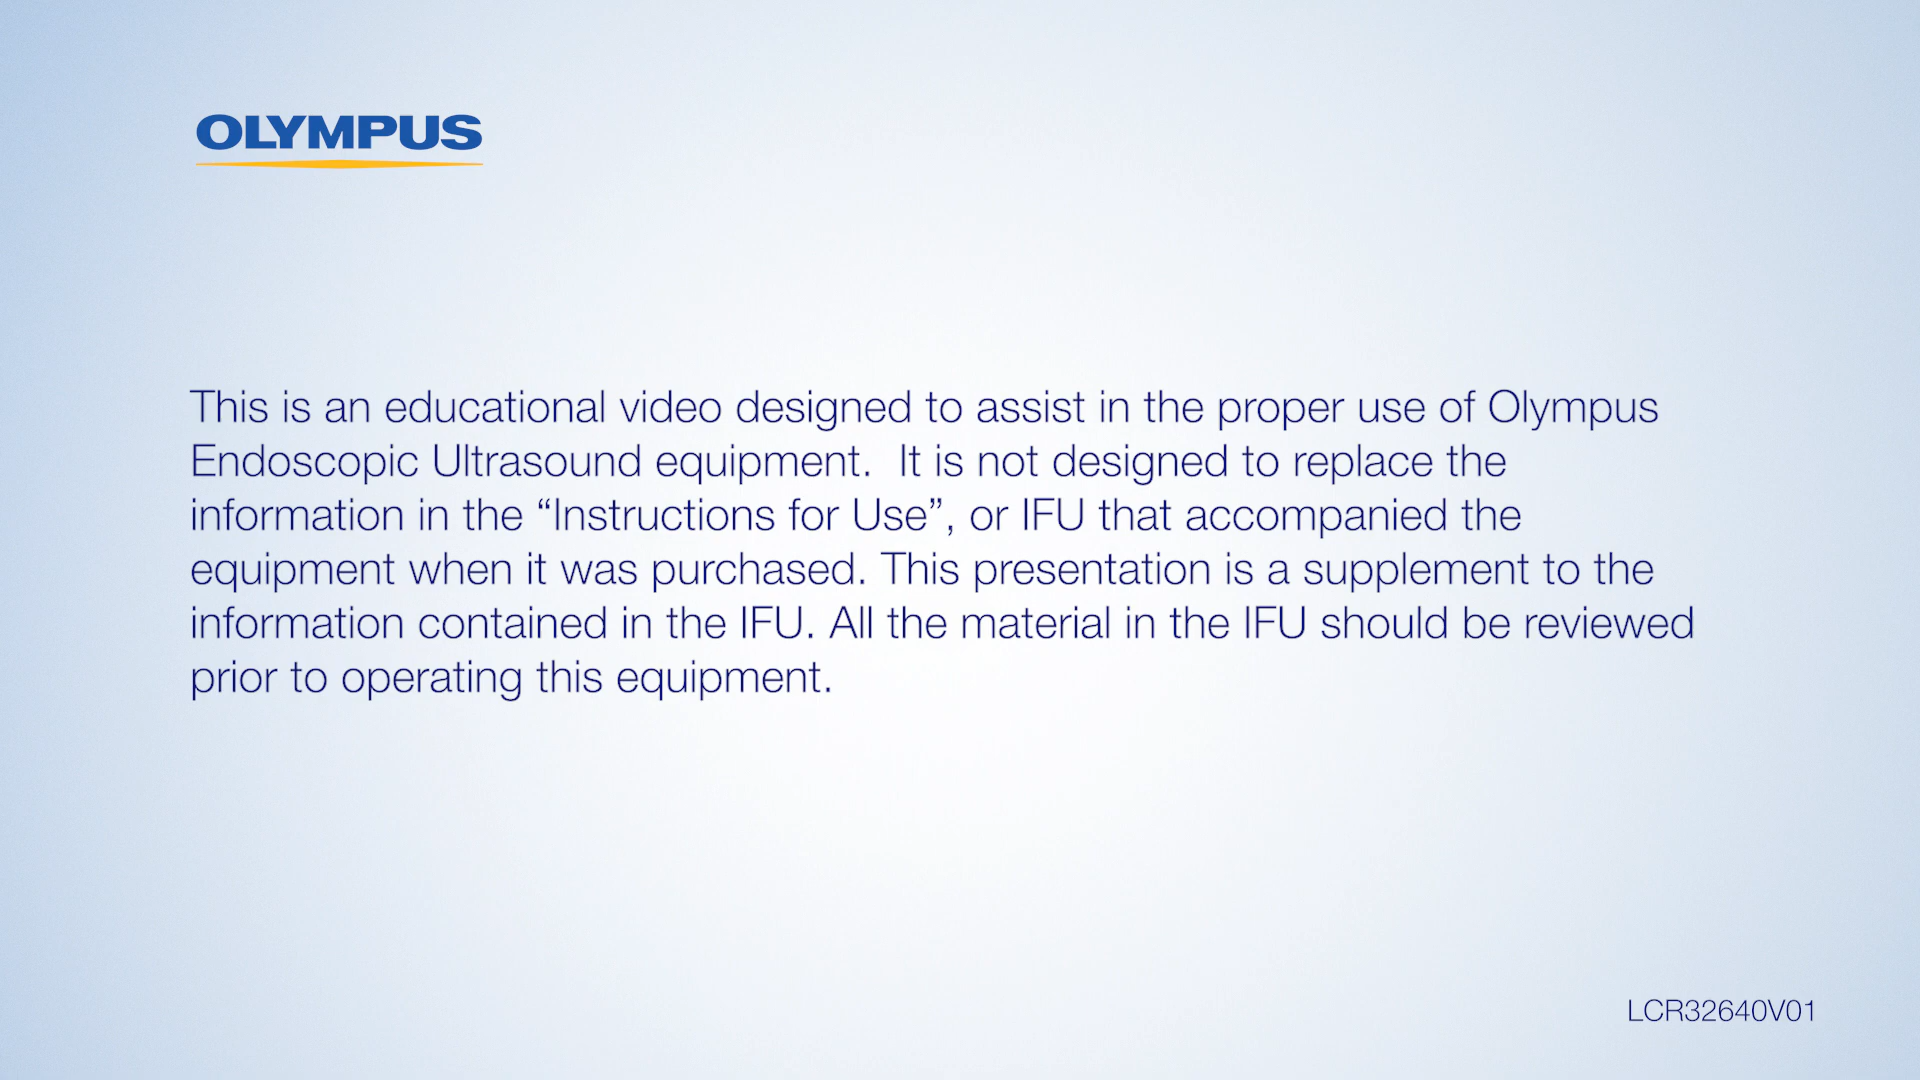 OLYMPUS
This is an educational video designed to assist in the proper use of Olympus
Endoscopic Ultrasound equipment.  It is not designed to replace the
information in the “Instructions for Use”, or IFU that accompanied the
equipment when it was purchased. This presentation is a supplement to the
information contained in the IFU. All the material in the IFU should be reviewed
prior to operating this equipment.
LCR32640V01